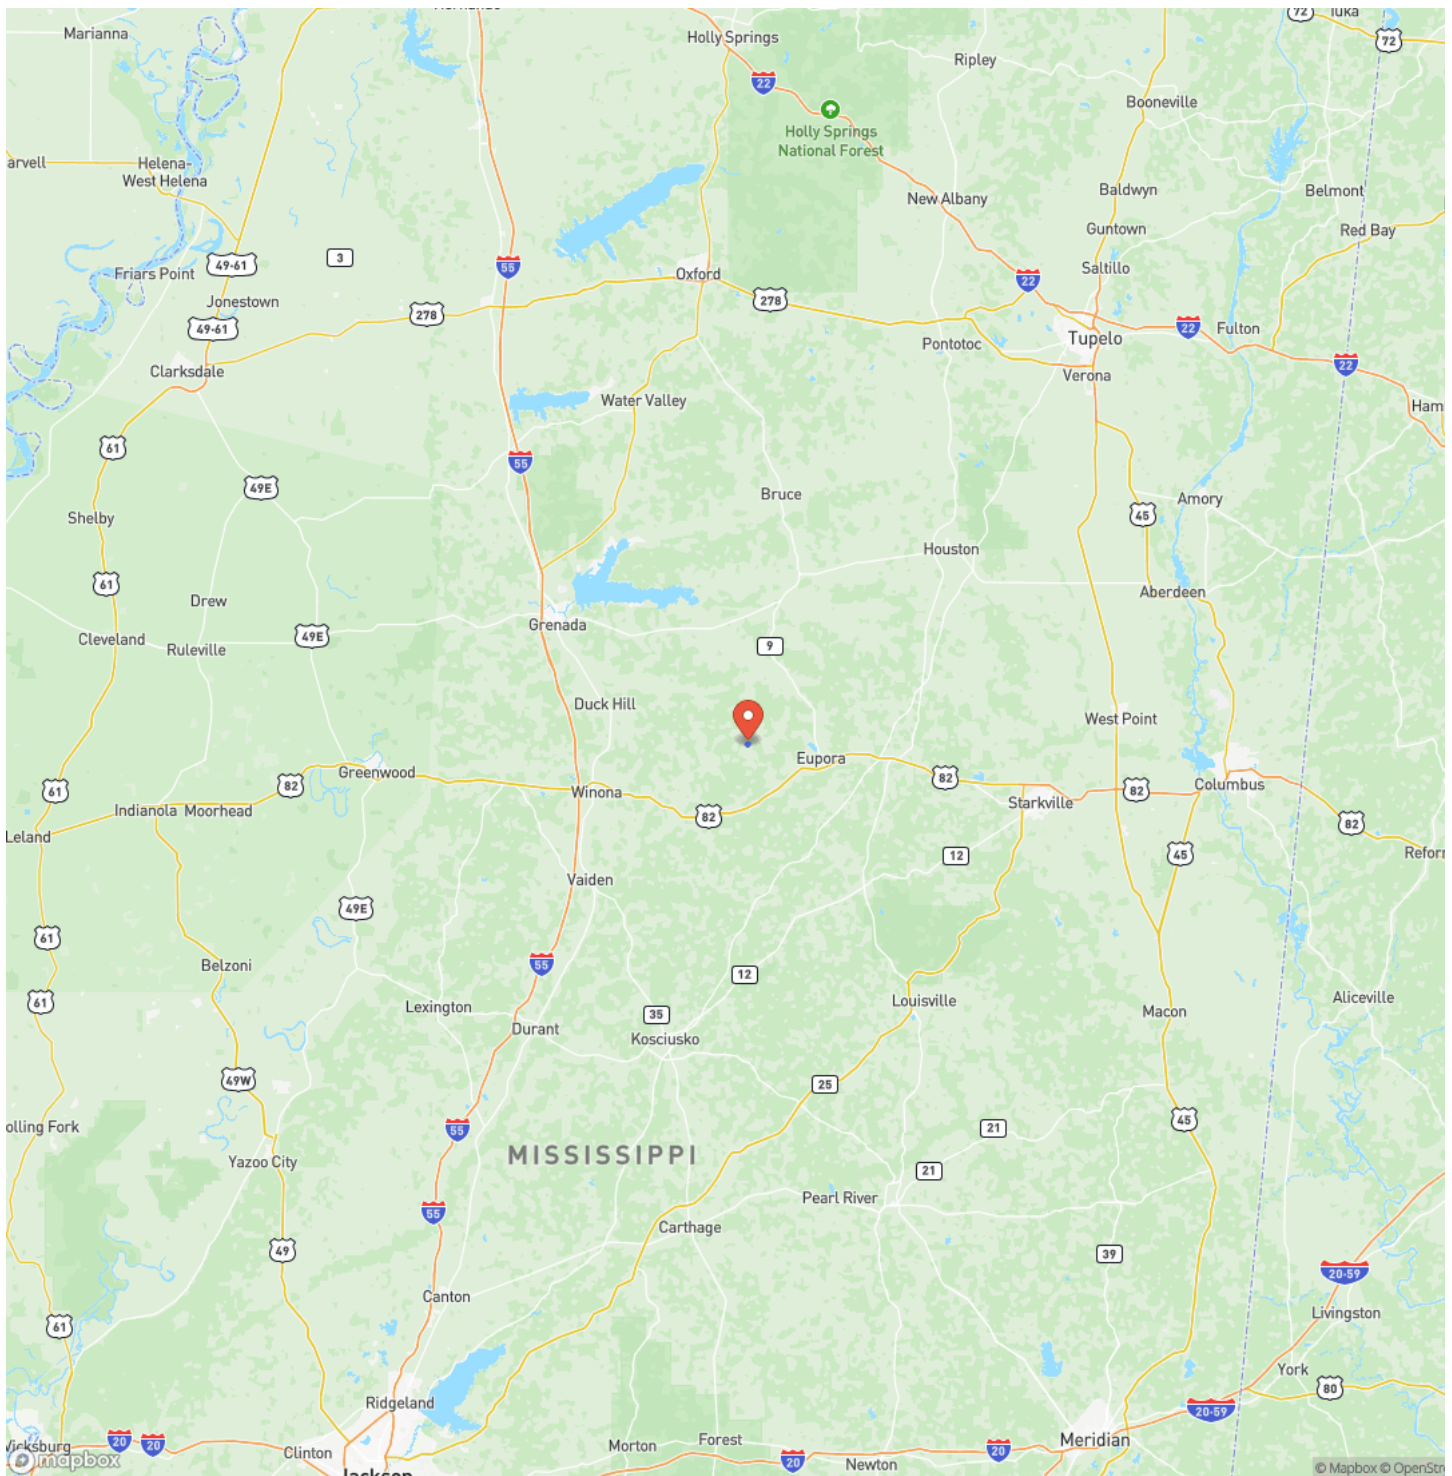 Marianna
Holly Springs
72
Iuka
72
Ripley
22
Booneville
Holly Springs
National Forest
arvell
Helena-
West Helena
New Albany
Baldwyn
Belmont
Guntown
Red Bay
49-61
3
55
Friars Point
Oxford
Saltillo
22
Jonestown
278
278
49-61
22
Fulton
Tupelo
Pontotoc
Clarksdale
22
Verona
Water Valley
Ham
61
55
49E
Bruce
Amory
45
Shelby
Houston
61
Aberdeen
Drew
Grenada
49E
Cleveland
Ruleville
9
Duck Hill
West Point
Eupora
Greenwood
82
82
Columbus
61
82
Winona
82
Starkville
Indianola
Moorhead
82
82
Leland
12
45
Refor
Vaiden
49E
61
55
Belzoni
12
61
Lexington
Louisville
Aliceville
35
Macon
Durant
Kosciusko
49W
25
45
olling Fork
55
21
MISSISSIPPI
Yazoo City
21
Pearl River
55
Carthage
49
39
20-59
Canton
Livingston
61
York
80
Ridgeland
20-59
20
20
Vicksburg
Clinton
Morton
Forest
20
20
Meridian
Newton
mapbox
Jackson
© Mapbox © OpenStre